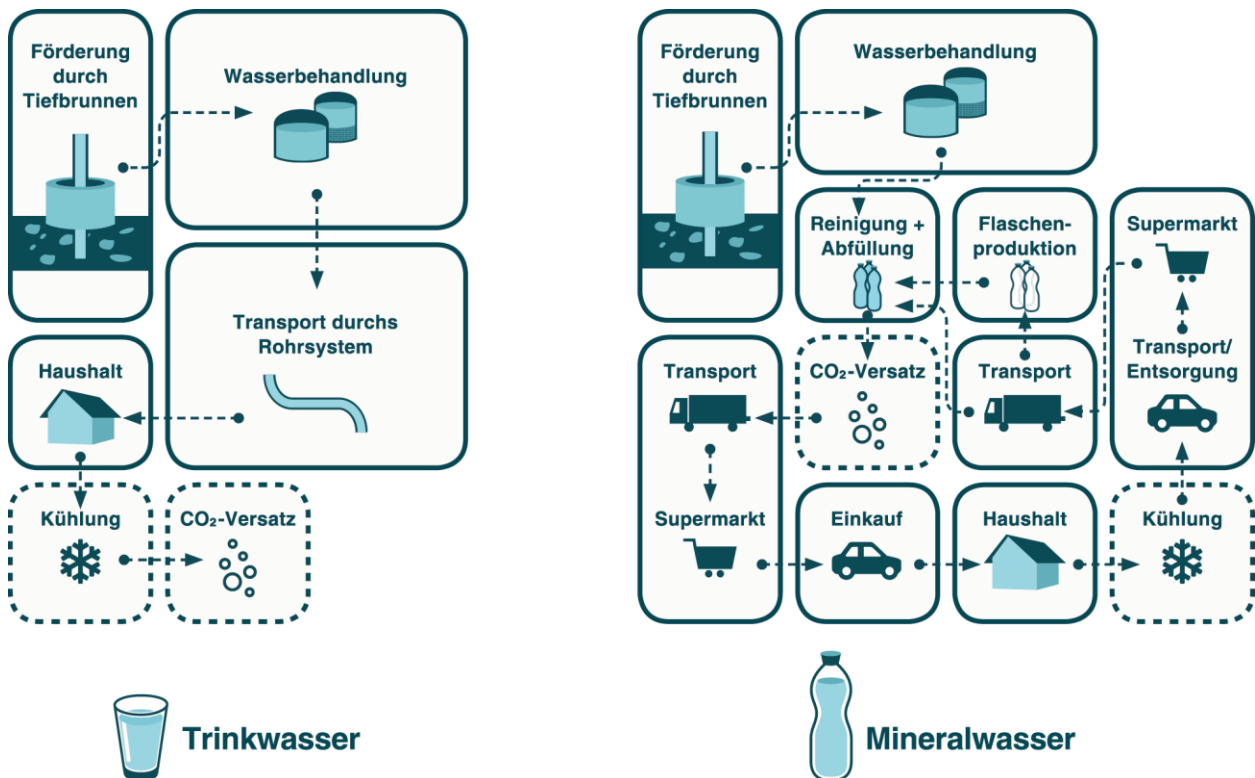 Förderung
durch
Tiefbrunnen
Wasserbehandlung
Transport durchs
Rohrsystem
Haushalt
Kühlung
CO₂-Versatz
Trinkwasser
Förderung
durch
Tiefbrunnen
Wasserbehandlung
Reinigung +
Abfüllung
Flaschen-
produktion
Supermarkt
Transport/
Entsorgung
Transport
CO₂-Versatz
Transport
Supermarkt
Einkauf
Haushalt
Kühlung
Mineralwasser